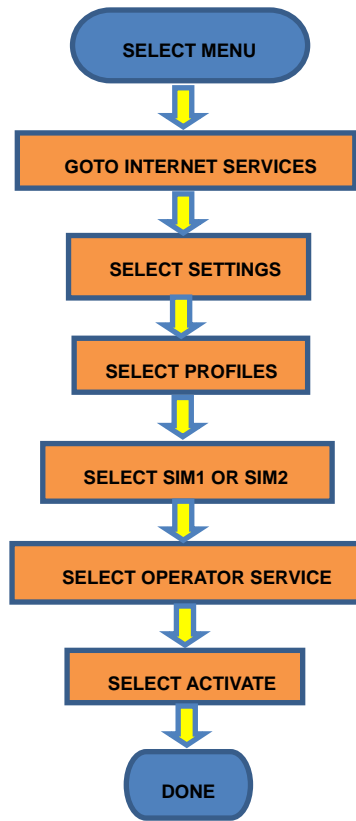 SELECT MENU
GOTO INTERNET SERVICES
SELECT SETTINGS
SELECT PROFILES
SELECT SIM1 OR SIM2
SELECT OPERATOR SERVICE
SELECT ACTIVATE
DONE